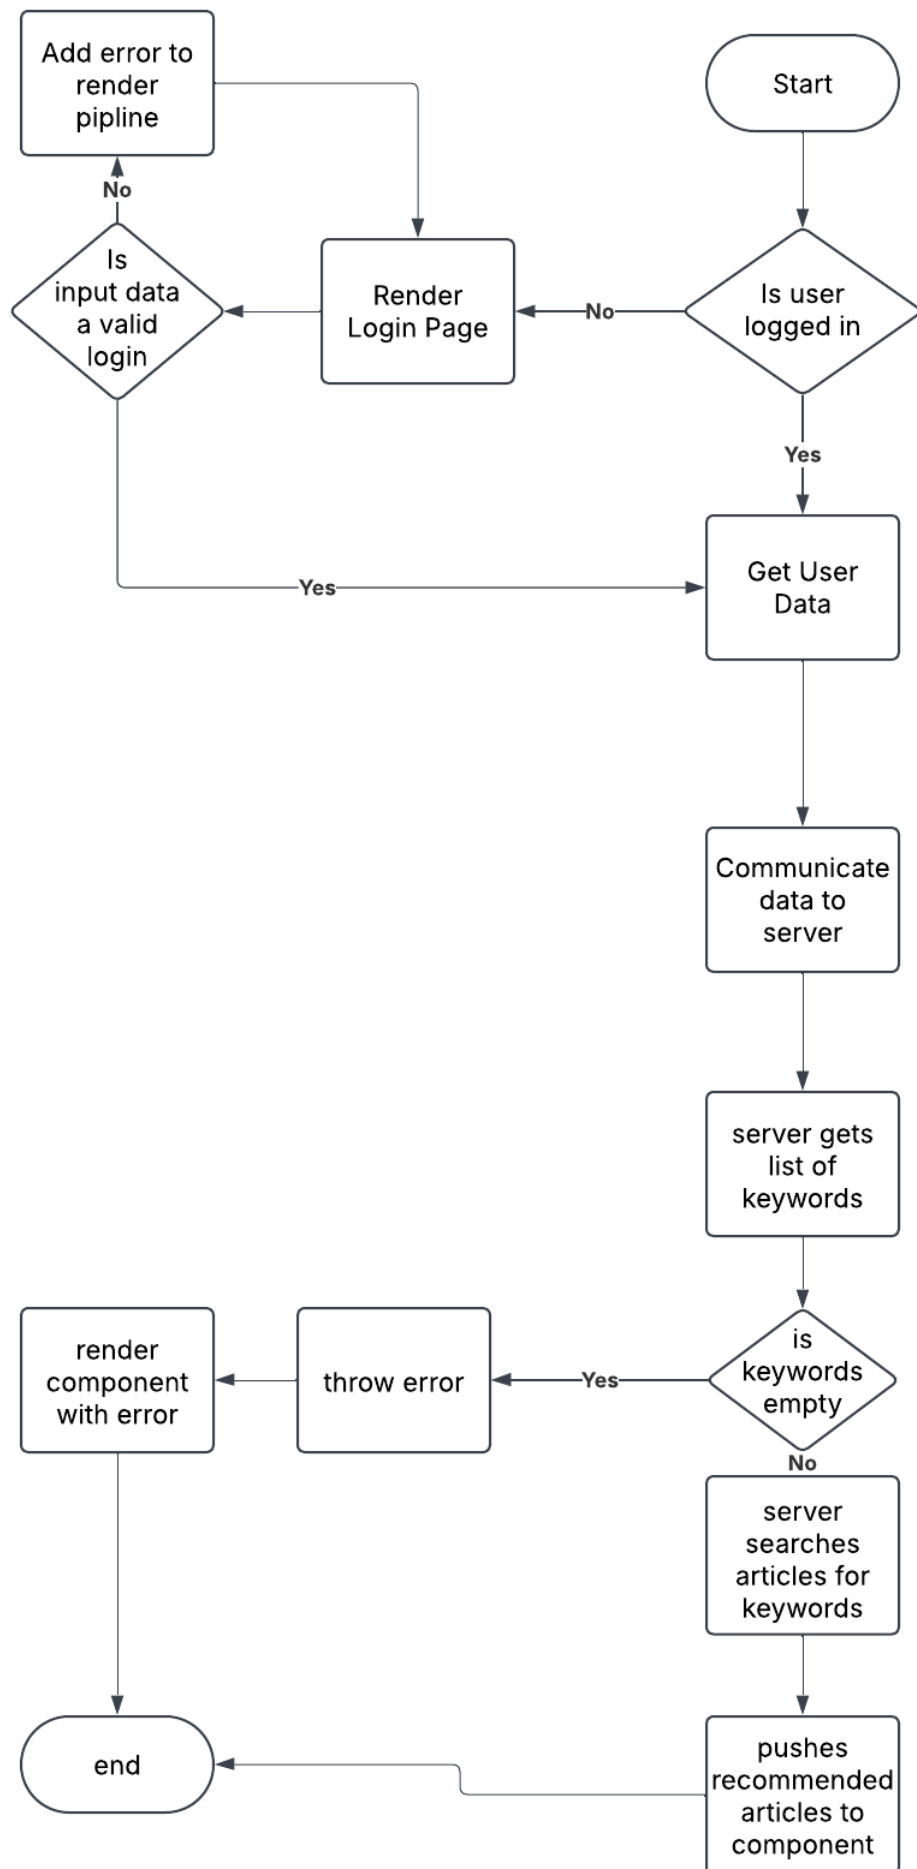 Start
Is user
logged in
No
Render
Login Page
Is
input data
a valid
login
No
Add error to
render
pipline
Yes
Yes
Get User
Data
Communicate
data to
server
server gets
list of
keywords
is
keywords
empty
Yes
throw error
render
component
with error
No
server
searches
articles for
keywords
pushes
recommended
articles to
component
end